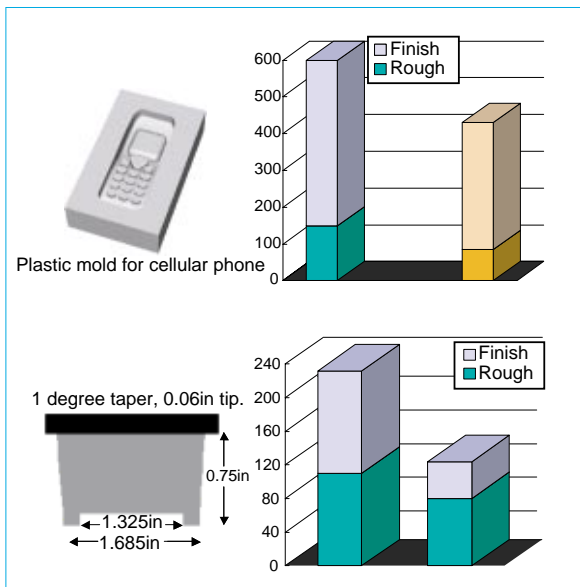 Finish
Rough
600
500
400
300
200
100
0
Plastic mold for cellular phone
Finish
Rough
240
200
160
120
80
40
0
1 degree taper, 0.06in tip.
0.75in
1.325in
1.685in